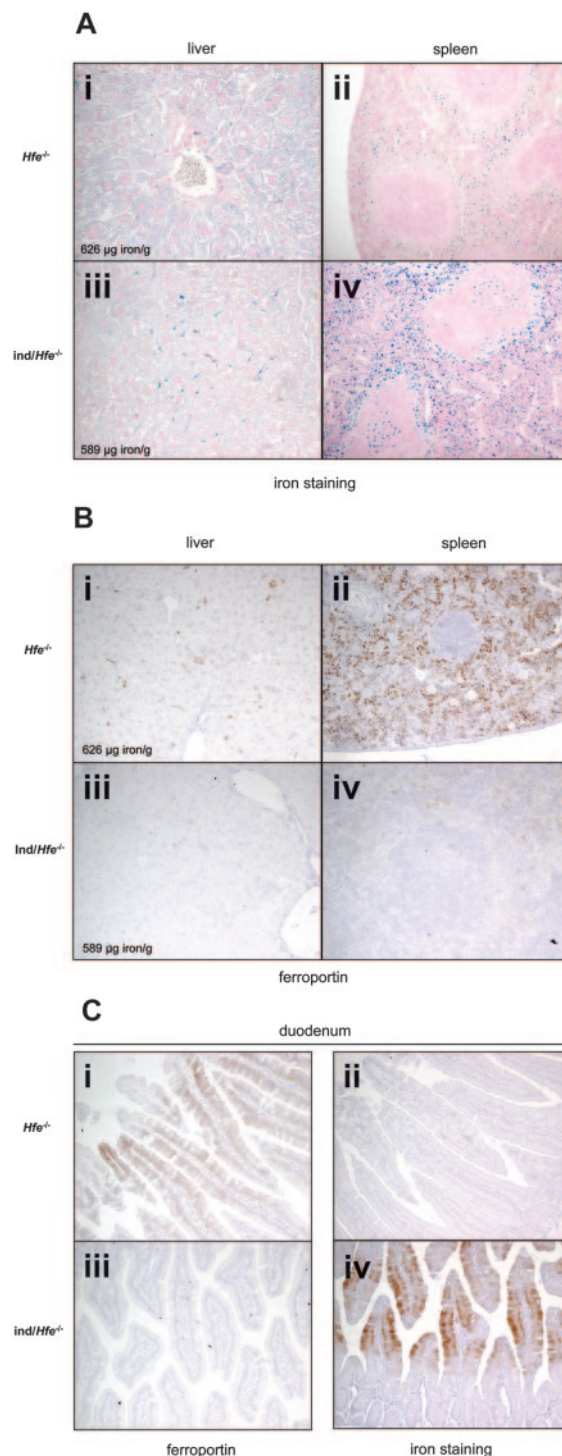 A
liver spleen
i ii
Hfe-/-
626 µg iron/g
iii iv
ind/Hfe-/-
589 µg iron/g
iron staining
B
liver spleen
i ii
Hfe-/-
626 µg iron/g
iii iv
Ind/Hfe-/-
589 µg iron/g
ferroportin
C
duodenum
i ii
Hfe-/-
iii iv
ind/Hfe-/-
ferroportin iron staining